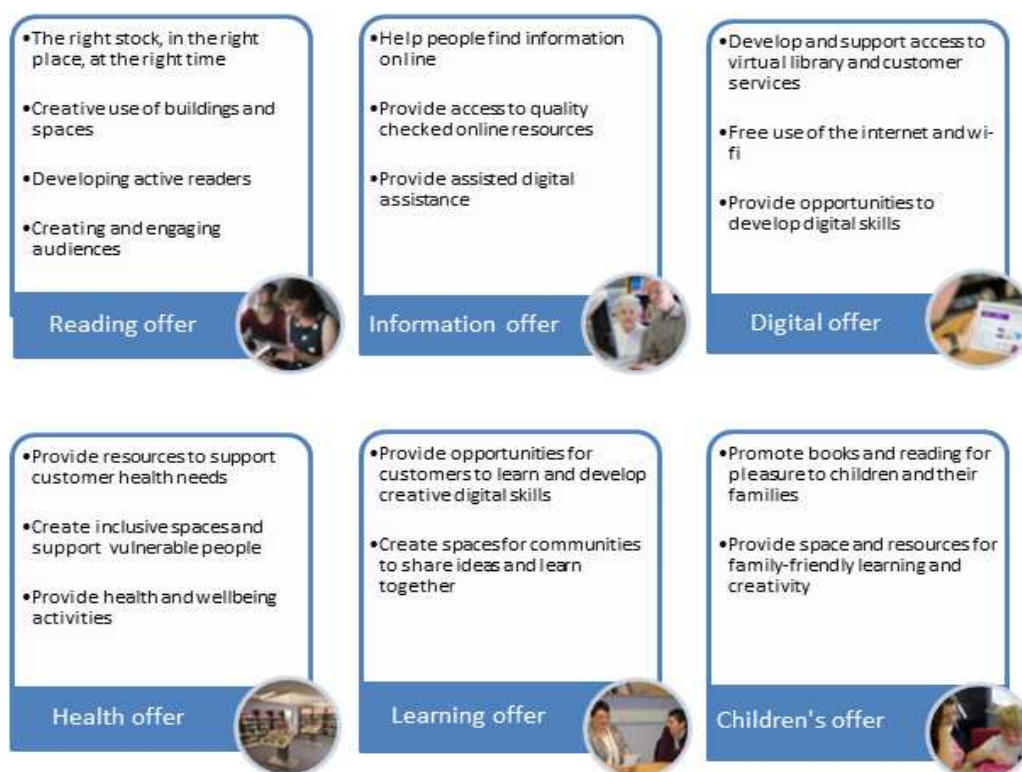 •The right stock, in the right
place, at the right time
•Creative use of buildings and
spaces
•Developing active readers
•Creating and engaging
audiences
Reading offer
•Help people find information
online
•Provide access to quality
checked online resources
•Provide assisted digital
assistance
Information offer
•Develop and support access to
virtual library and customer
services
•Free use of the internet and wi-
fi
•Provide opportunities to
develop digital skills
Digital offer
•Provide resources to support
customer health needs
•Create inclusive spaces and
support vulnerable people
•Provide health and wellbeing
activities
Health offer
•Provide opportunities for
customers to learn and develop
creative digital skills
•Create spaces for communities
to share ideas and learn
together
Learning offer
•Promote books and reading for
pleasure to children and their
families
•Provide space and resources for
family-friendly learning and
creativity
Children's offer